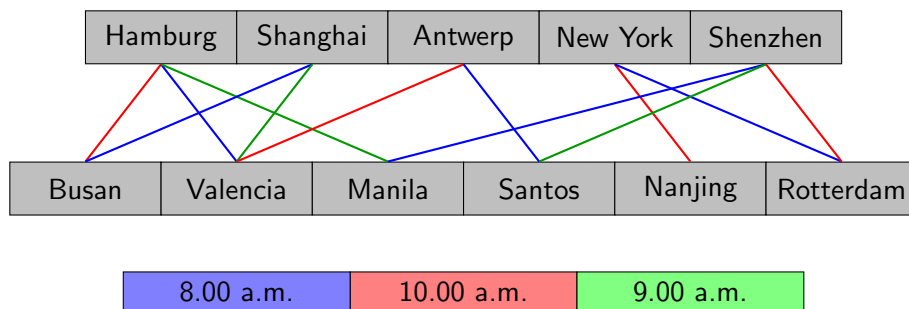 Hamburg Shanghai Antwerp New York Shenzhen
Busan Valencia Manila Santos Nanjing Rotterdam
8.00 a.m. 10.00 a.m. 9.00 a.m.